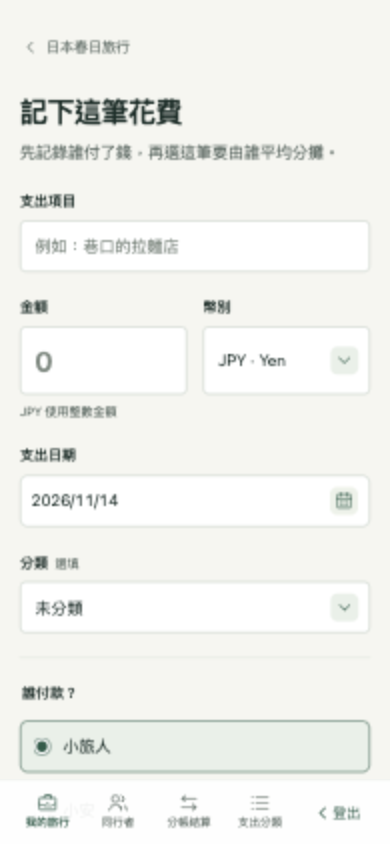 日本春日旅行
記下這筆花費
先記錄誰付了錢，再選這筆要由誰平均分攤。
支出項目
例如：巷口的拉麵店
金額
幣別
0
JPY · Yen
JPY 使用整數金額
支出日期
2026/11/14
分類 選填
未分類
誰付款？
小旅人
小安
我的旅行
同行者
分帳結算
支出分類
登出